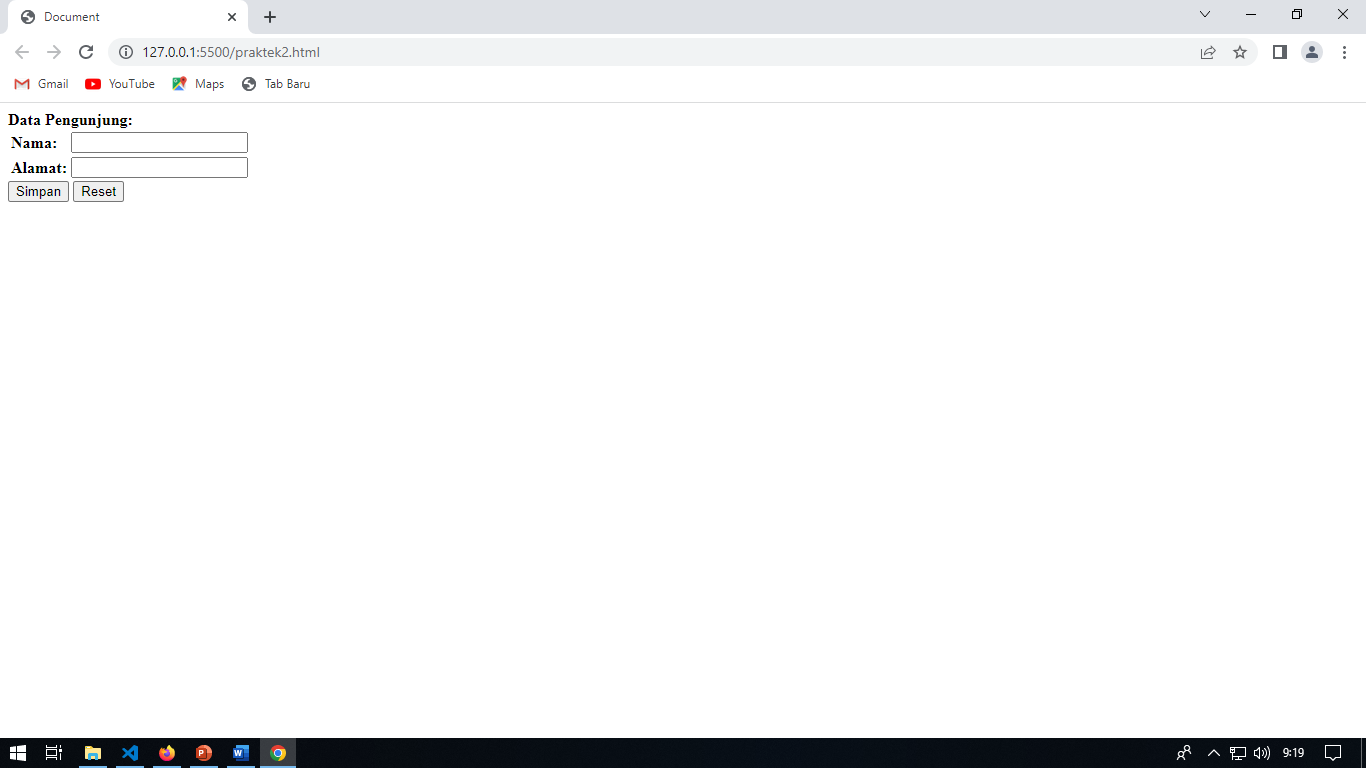 Document
127.0.0.1:5500/praktek2.html
Gmail YouTube Maps Tab Baru
Data Pengunjung:
Nama:
Alamat:
Simpan Reset
9:19